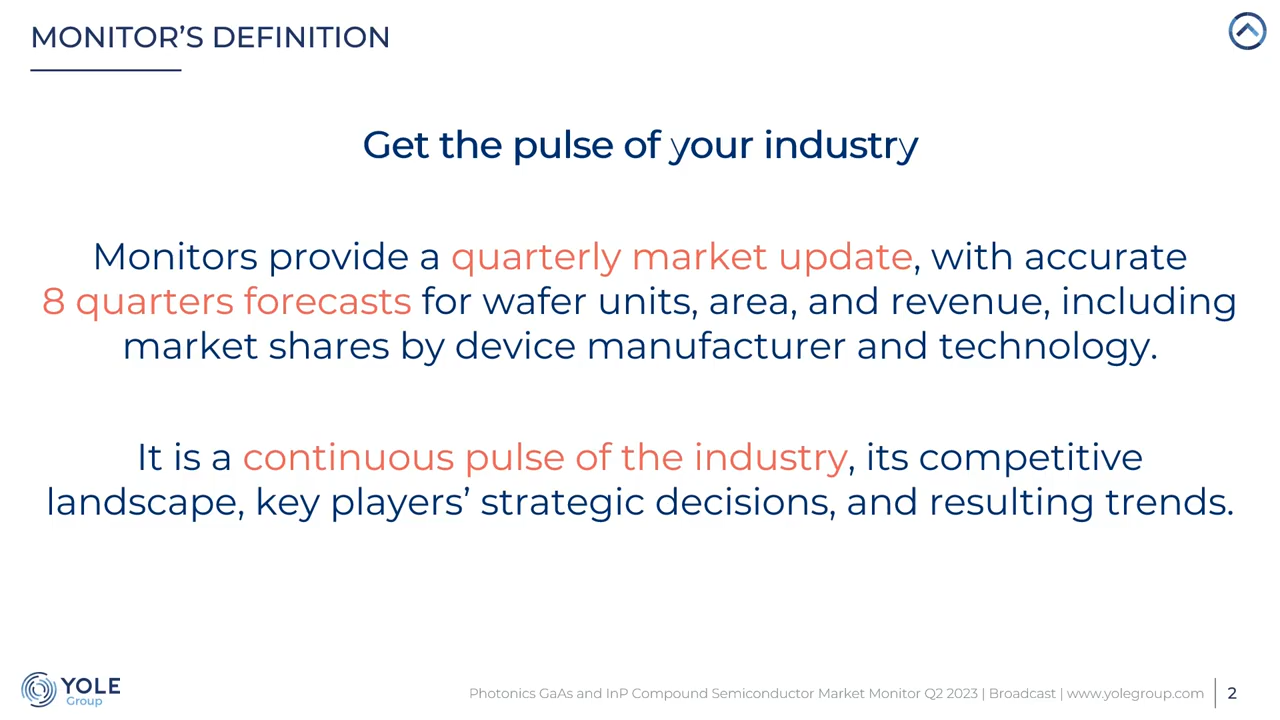 MONITOR’S DEFINITION
Get the pulse of your industry
Monitors provide a quarterly market update, with accurate
8 quarters forecasts for wafer units, area, and revenue, including
market shares by device manufacturer and technology.
It is a continuous pulse of the industry, its competitive
landscape, key players’ strategic decisions, and resulting trends.
YOLE
Group
Photonics GaAs and InP Compound Semiconductor Market Monitor Q2 2023 | Broadcast | www.yolegroup.com
2